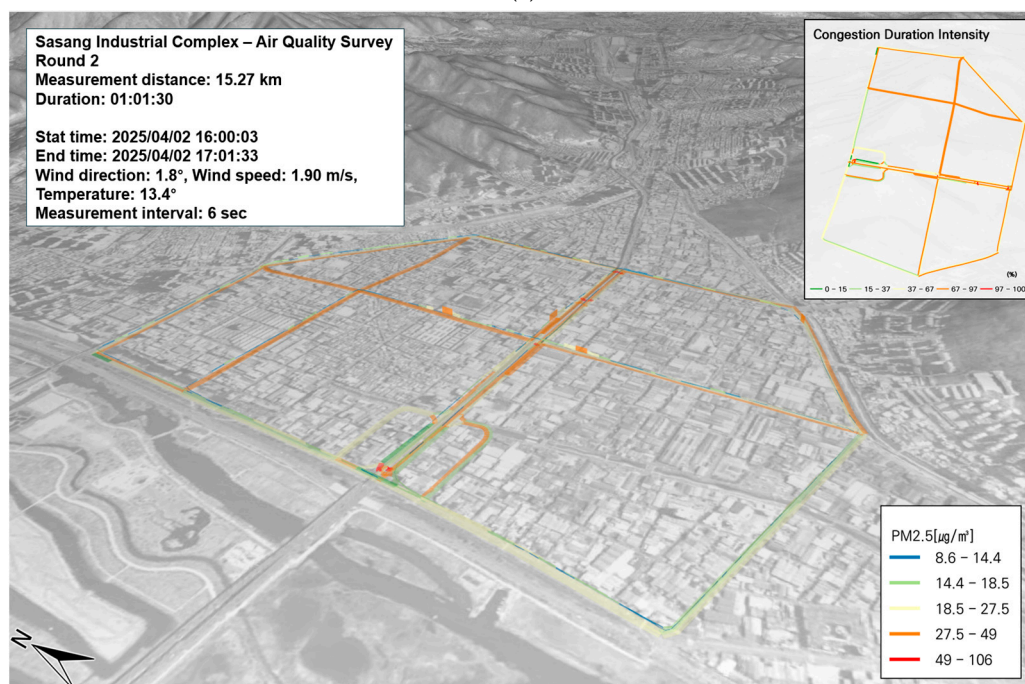 Sasang Industrial Complex – Air Quality Survey
Round 2
Measurement distance: 15.27 km
Duration: 01:01:30
Stat time: 2025/04/02 16:00:03
End time: 2025/04/02 17:01:33
Wind direction: 1.8°, Wind speed: 1.90 m/s,
Temperature: 13.4°
Measurement interval: 6 sec
Congestion Duration Intensity
(%)
0 – 15 15 – 37 37 – 67 67 – 97 97 – 100
PM2.5[㎍/㎥]
8.6 – 14.4
14.4 – 18.5
18.5 – 27.5
27.5 – 49
49 – 106
N